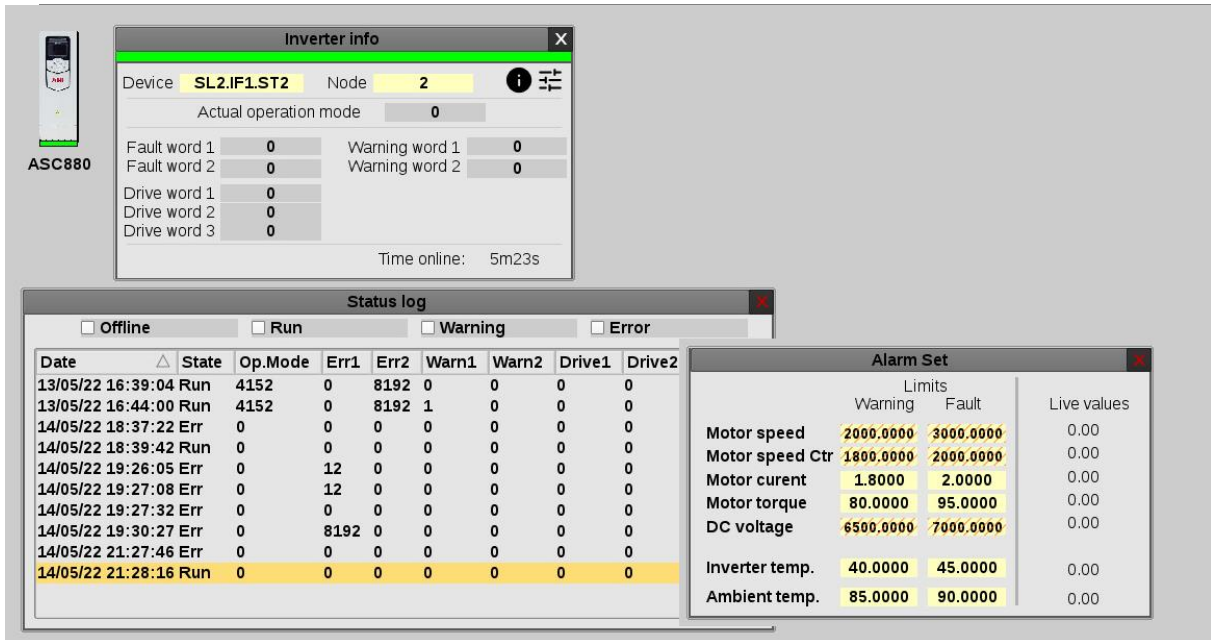 Inverter info X
Device SL2.IF1.ST2 Node 2 i
Actual operation mode 0
Fault word 1 0 Warning word 1 0
Fault word 2 0 Warning word 2 0
Drive word 1 0
Drive word 2 0
Drive word 3 0
Time online: 5m23s
ABB
ASC880
Status log X
Offline Run Warning Error
Date State Op.Mode Err1 Err2 Warn1 Warn2 Drive1 Drive2
13/05/22 16:39:04 Run 4152 0 8192 0 0 0 0
13/05/22 16:44:00 Run 4152 0 8192 1 0 0 0
14/05/22 18:37:22 Err 0 0 0 0 0 0 0
14/05/22 18:39:42 Run 0 0 0 0 0 0 0
14/05/22 19:26:05 Err 0 12 0 0 0 0 0
14/05/22 19:27:08 Err 0 12 0 0 0 0 0
14/05/22 19:27:32 Err 0 0 0 0 0 0 0
14/05/22 19:30:27 Err 0 8192 0 0 0 0 0
14/05/22 21:27:46 Err 0 0 0 0 0 0 0
14/05/22 21:28:16 Run 0 0 0 0 0 0 0
Alarm Set X
Limits
Warning Fault Live values
Motor speed 2000.0000 3000.0000 0.00
Motor speed Ctr 1800.0000 2000.0000 0.00
Motor curent 1.8000 2.0000 0.00
Motor torque 80.0000 95.0000 0.00
DC voltage 6500.0000 7000.0000 0.00
Inverter temp. 40.0000 45.0000 0.00
Ambient temp. 85.0000 90.0000 0.00